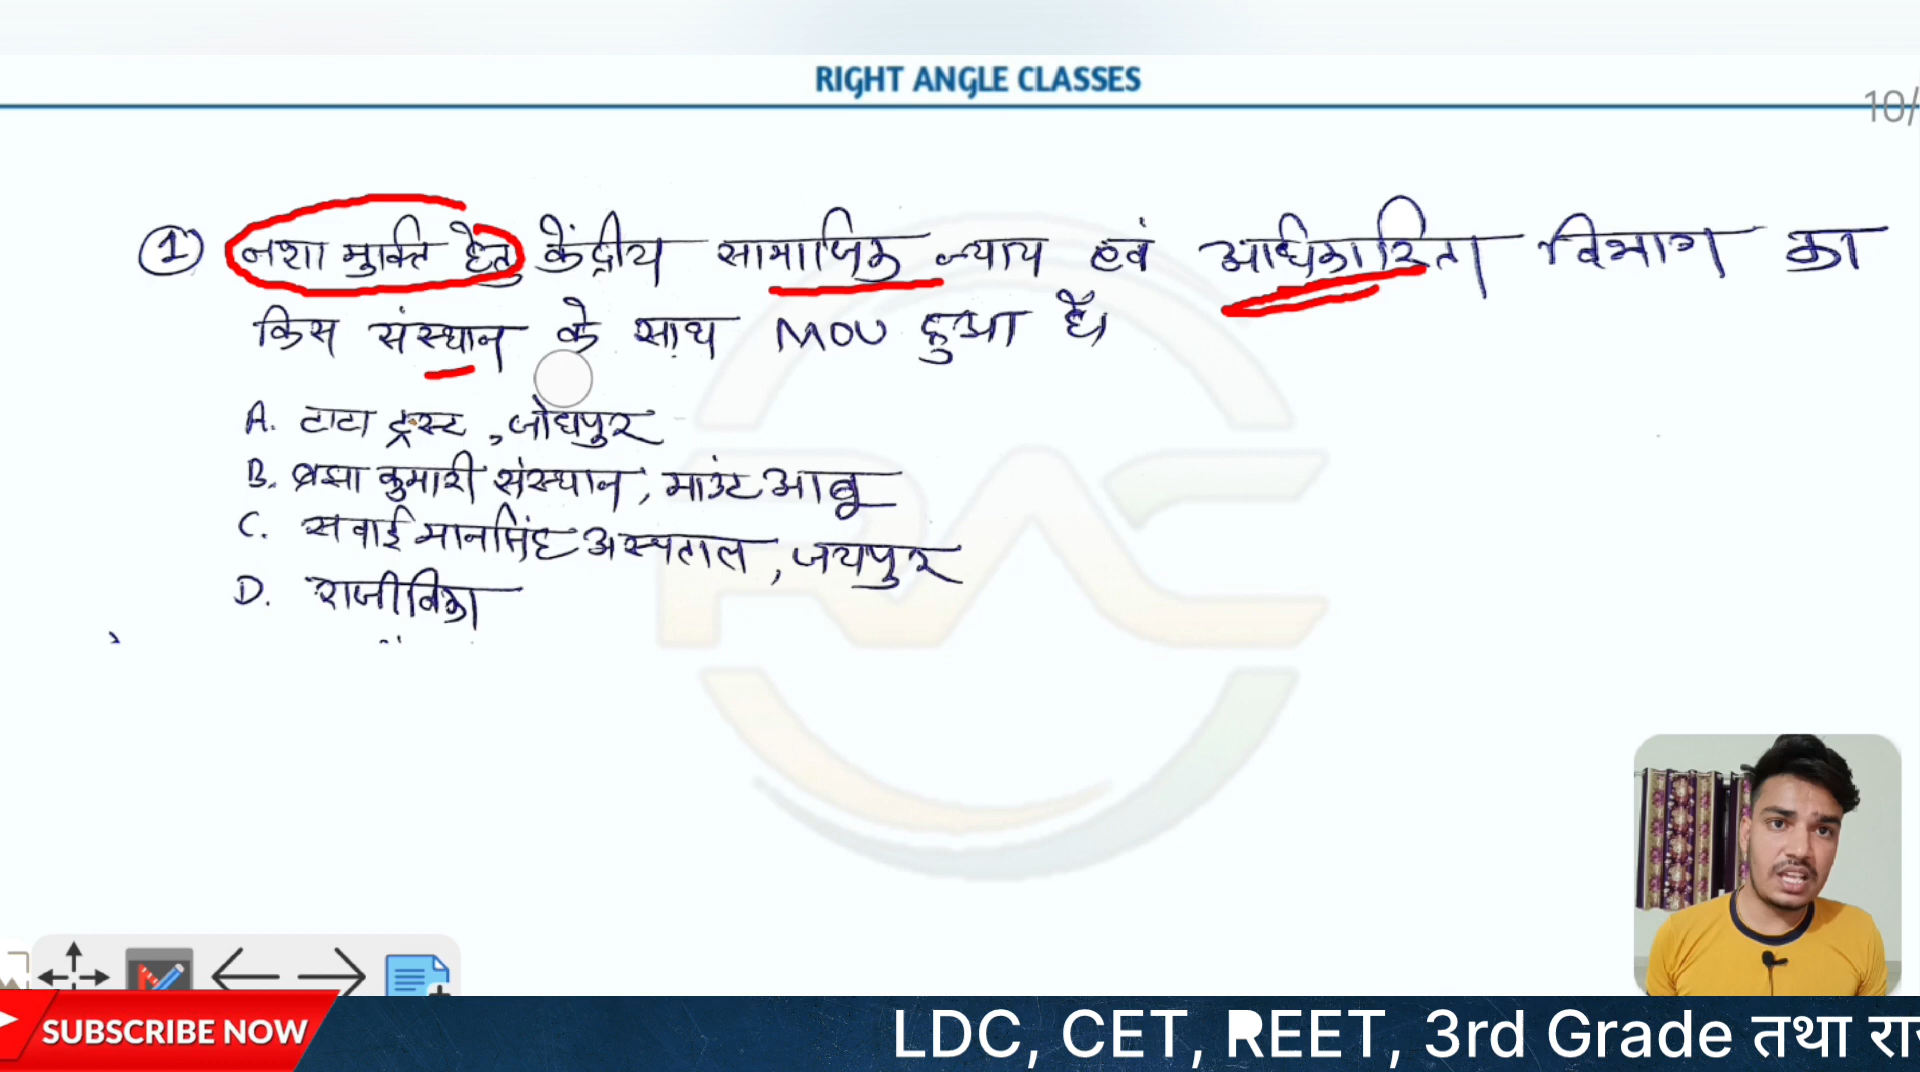 RIGHT ANGLE CLASSES
10/
① नशा मुक्ति हेतु केंद्रीय सामाजिक न्याय एवं अधिकारिता विभाग का
किस संस्थान के साथ MOU हुआ है।
A. टाटा ट्रस्ट, जोधपुर
B. ब्रह्मा कुमारी संस्थान, माउंट आबू
C. सवाई मानसिंह अस्पताल, जयपुर
D. राजीविका
RAC
SUBSCRIBE NOW
LDC, CET, REET, 3rd Grade तथा